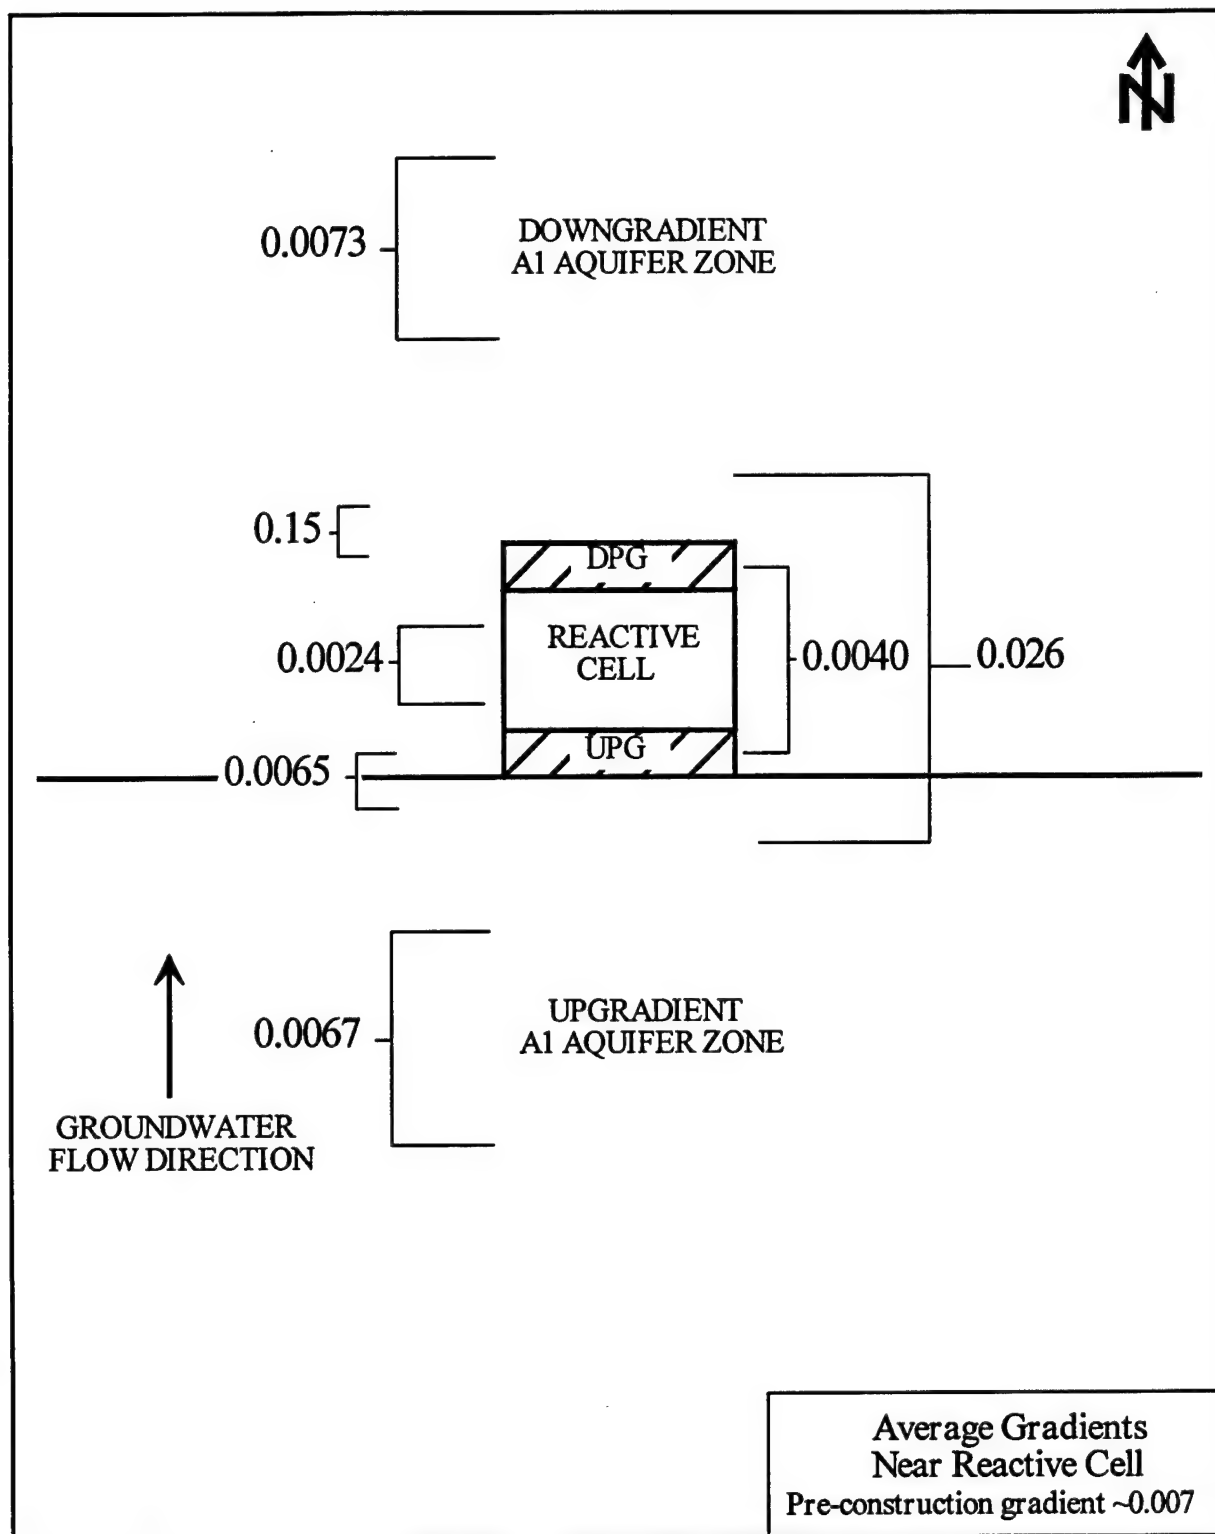 N
0.0073
DOWNGRADIENT
A1 AQUIFER ZONE
0.15
DPG
REACTIVE
CELL
0.0024
0.0040
0.026
UPG
0.0065
0.0067
UPGRADIENT
A1 AQUIFER ZONE
GROUNDWATER
FLOW DIRECTION
Average Gradients
Near Reactive Cell
Pre-construction gradient ~0.007